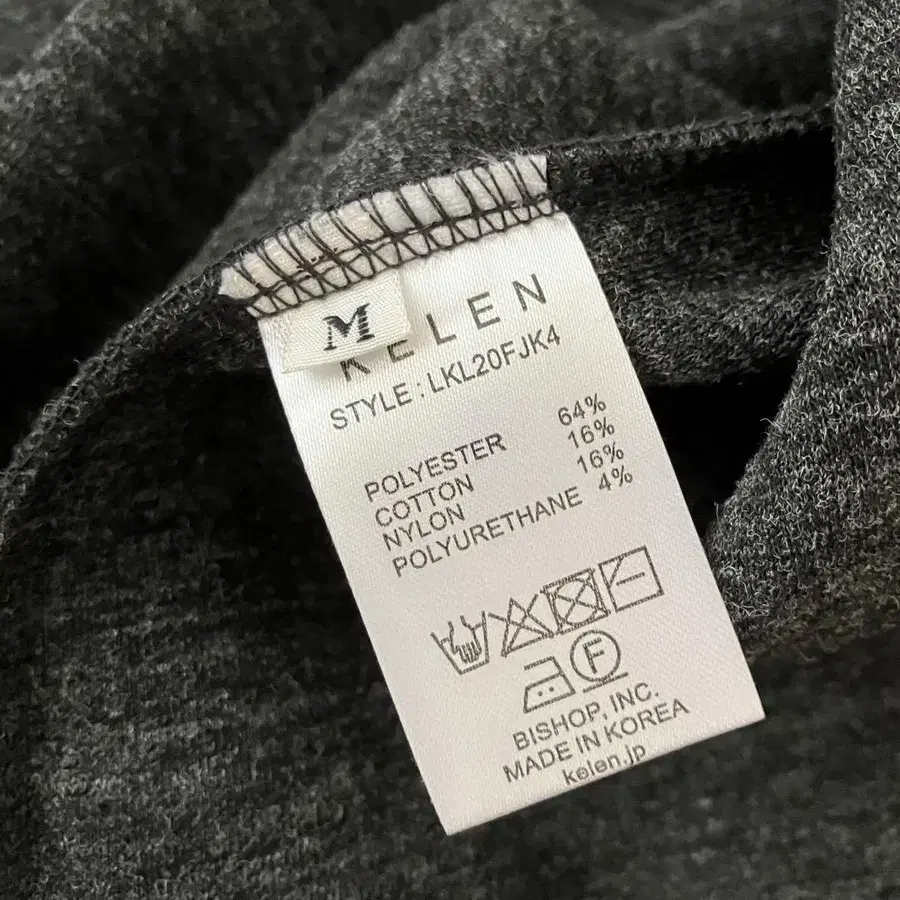 M
KELEN
STYLE : LKL20FJK4
POLYESTER 64%
COTTON 16%
NYLON 16%
POLYURETHANE 4%
F
BISHOP, INC.
MADE IN KOREA
kelen.jp